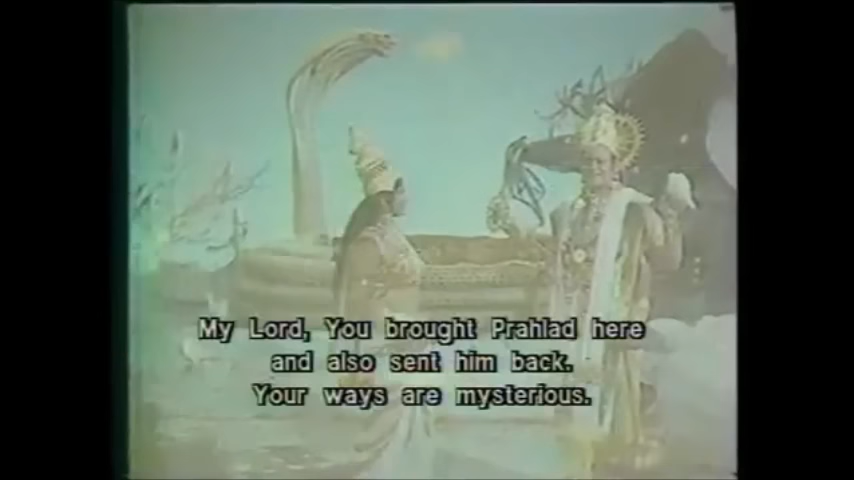 My Lord, You brought Prahlad here
and also sent him back.
Your ways are mysterious.